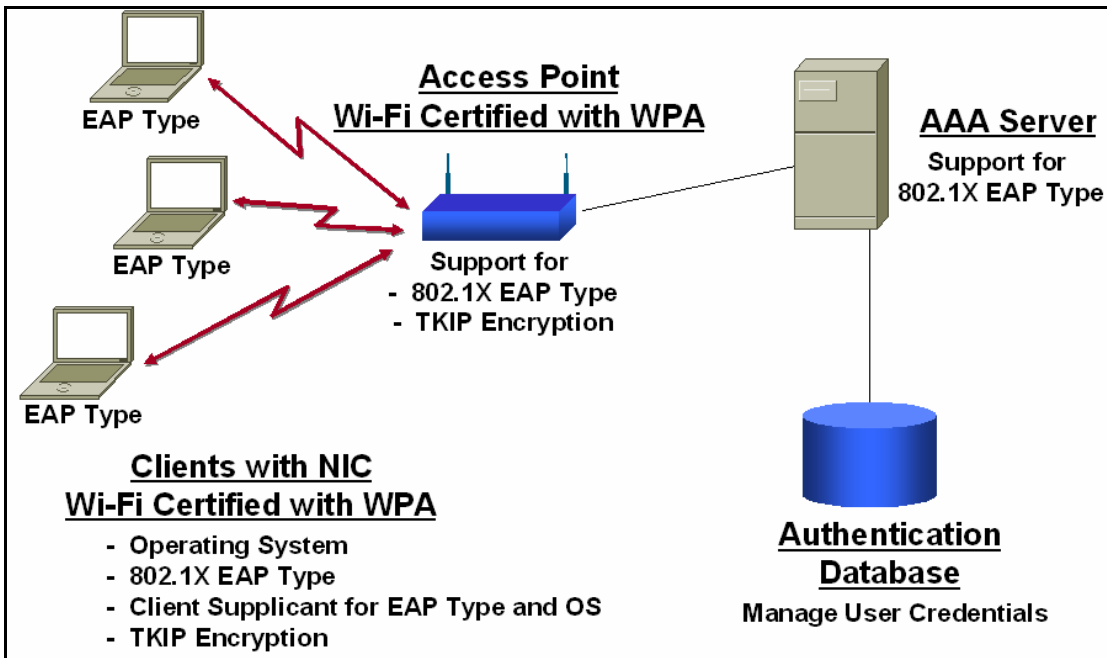 EAP Type
EAP Type
EAP Type
Access Point
Wi-Fi Certified with WPA
Support for
- 802.1X EAP Type
- TKIP Encryption
AAA Server
Support for
802.1X EAP Type
Clients with NIC
Wi-Fi Certified with WPA
- Operating System
- 802.1X EAP Type
- Client Supplicant for EAP Type and OS
- TKIP Encryption
Authentication
Database
Manage User Credentials